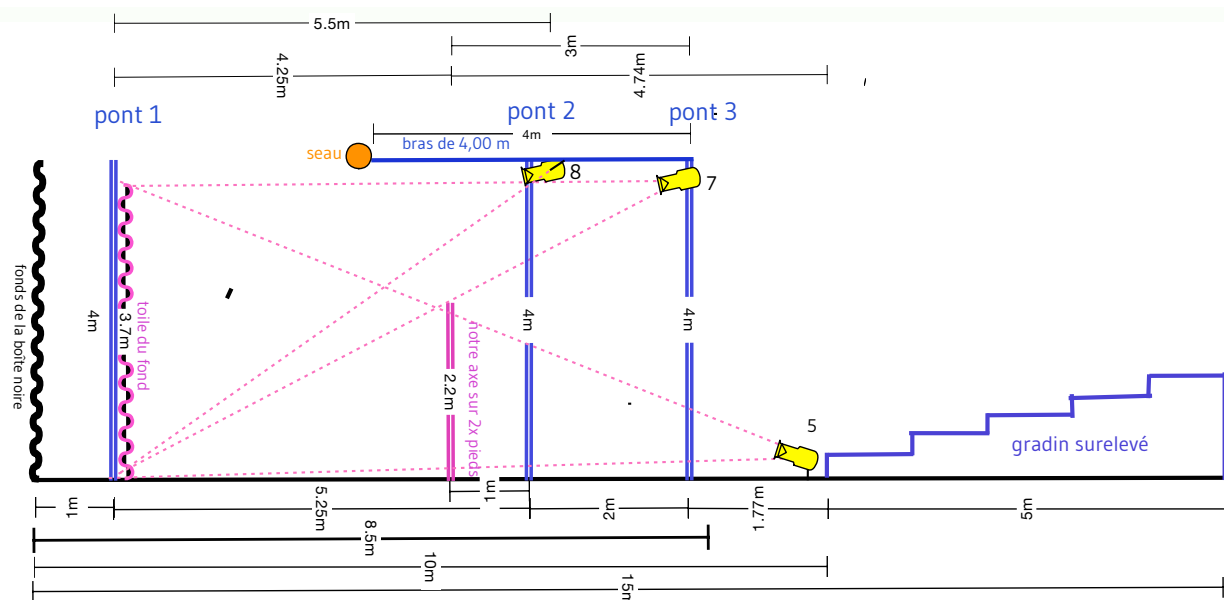 5.5m
3m
4.25m
4.74m
pont 1
pont 2
pont 3
4m
bras de 4,00 m
seau
8
7
fonds de la boîte noire
4m
3.7m
toile du fond
2.2m
notre axe sur 2x pieds
4m
4m
5
gradin surelevé
1m
5.25m
1m
2m
1.77m
5m
8.5m
10m
15m